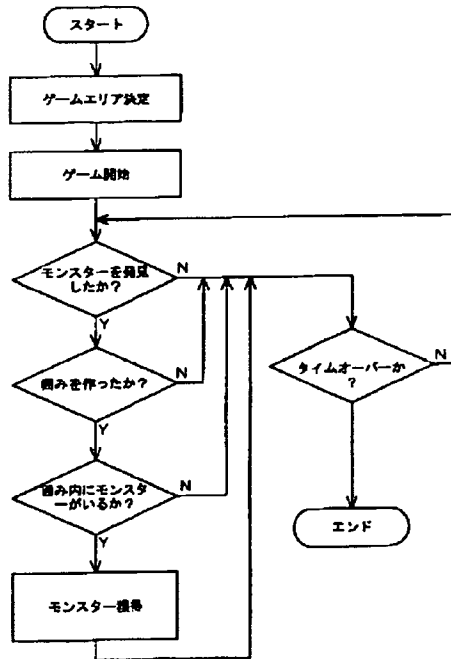 スタート
ゲームエリア決定
ゲーム開始
モンスターを発見
したか？
N
Y
囲みを作ったか？
N
Y
囲み内にモンスタ
ーがいるか？
N
Y
モンスター獲得
タイムオーバーか
？
N
エンド